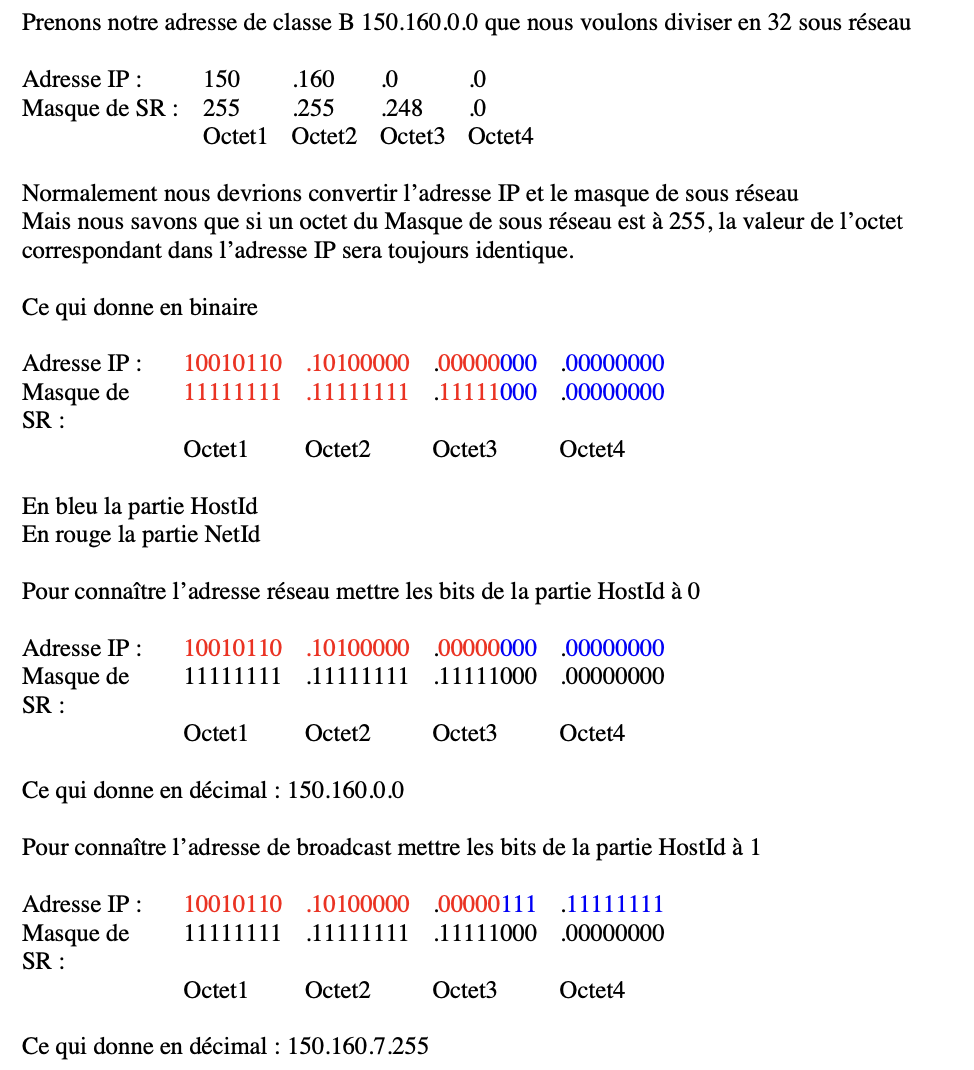 Prenons notre adresse de classe B 150.160.0.0 que nous voulons diviser en 32 sous réseau
Adresse IP : 150 .160 .0 .0
Masque de SR : 255 .255 .248 .0
Octet1 Octet2 Octet3 Octet4
Normalement nous devrions convertir l’adresse IP et le masque de sous réseau
Mais nous savons que si un octet du Masque de sous réseau est à 255, la valeur de l’octet
correspondant dans l’adresse IP sera toujours identique.
Ce qui donne en binaire
Adresse IP : 10010110 .10100000 .00000000 .00000000
Masque de 11111111 .11111111 .11111000 .00000000
SR :
Octet1 Octet2 Octet3 Octet4
En bleu la partie HostId
En rouge la partie NetId
Pour connaître l’adresse réseau mettre les bits de la partie HostId à 0
Adresse IP : 10010110 .10100000 .00000000 .00000000
Masque de 11111111 .11111111 .11111000 .00000000
SR :
Octet1 Octet2 Octet3 Octet4
Ce qui donne en décimal : 150.160.0.0
Pour connaître l’adresse de broadcast mettre les bits de la partie HostId à 1
Adresse IP : 10010110 .10100000 .00000111 .11111111
Masque de 11111111 .11111111 .11111000 .00000000
SR :
Octet1 Octet2 Octet3 Octet4
Ce qui donne en décimal : 150.160.7.255